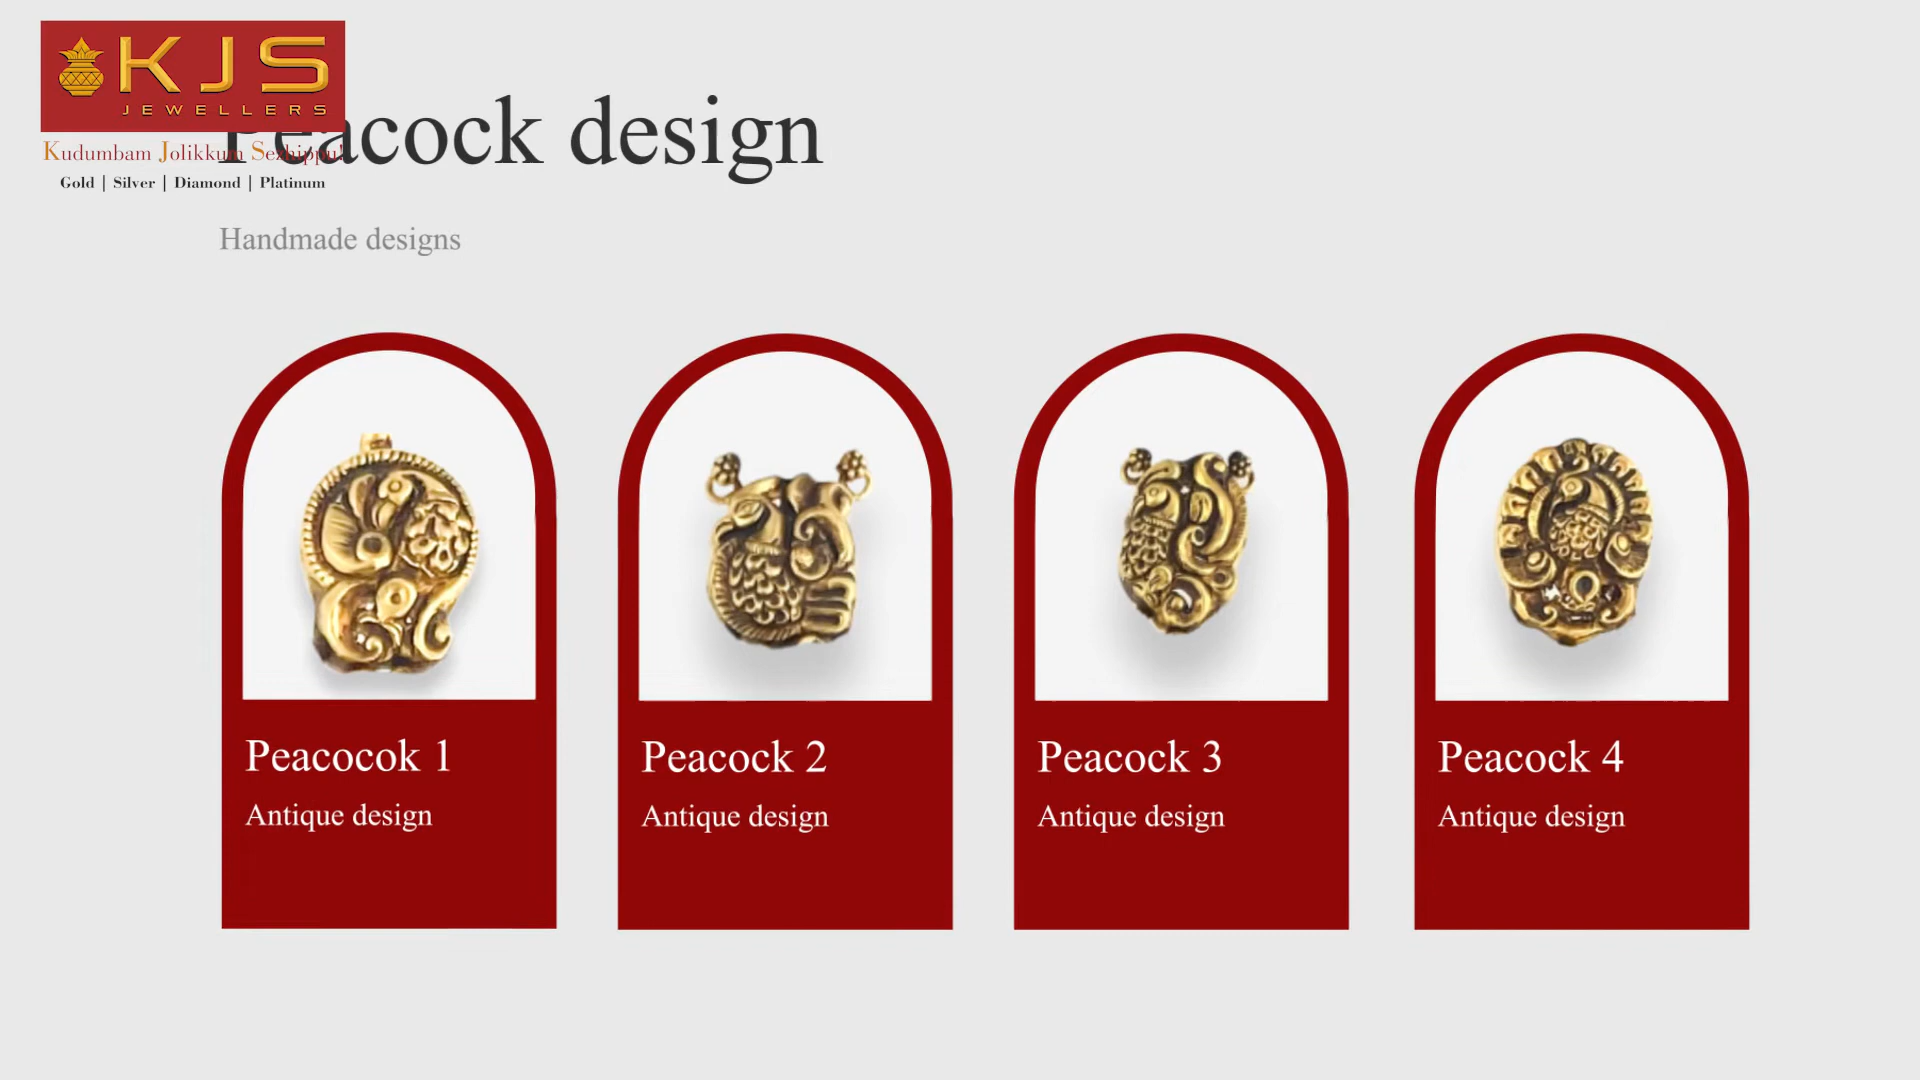 KJS
JEWELLERS
Kudumbam Jolikkum Sezhippu!
Gold | Silver | Diamond | Platinum
Peacock design
Handmade designs
Peacocok 1
Antique design
Peacock 2
Antique design
Peacock 3
Antique design
Peacock 4
Antique design